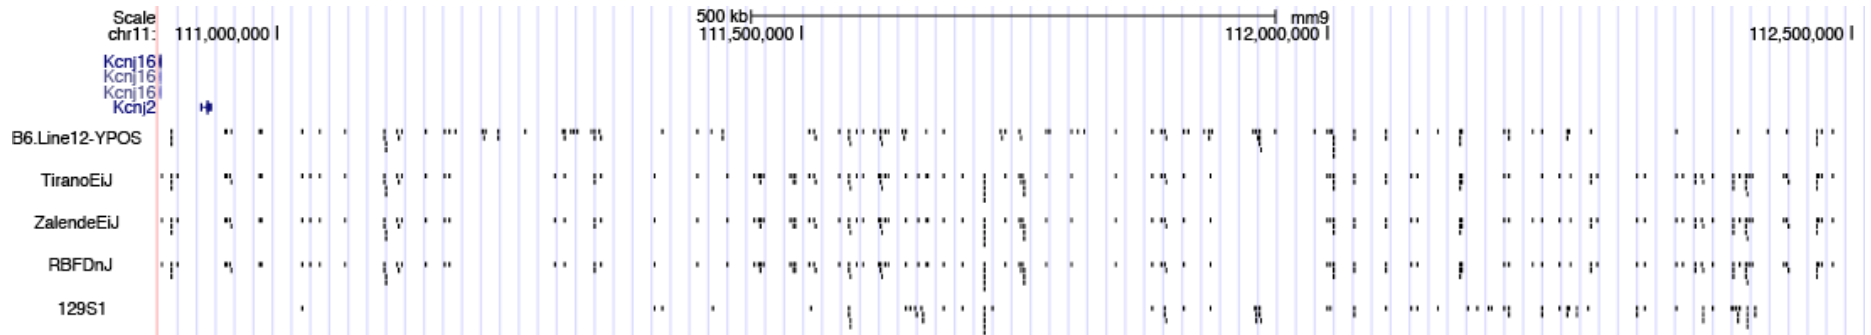 Scale 500 kb mm9
chr11: 111,000,000 111,500,000 112,000,000 112,500,000
Kcnj16
Kcnj16
Kcnj16
Kcnj2
B6.Line12-YPOS
TiranoEiJ
ZalendeEiJ
RBFDnJ
129S1